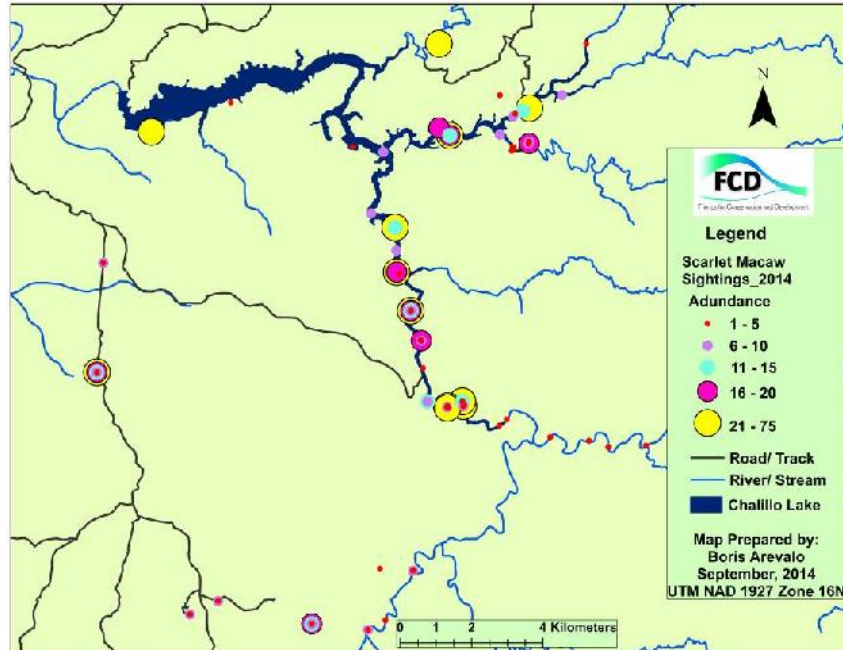 N
FCD
Legend
Scarlet Macaw
Sightings_2014
Adundance
1 - 5
6 - 10
11 - 15
16 - 20
21 - 75
Road/ Track
River/ Stream
Chalillo Lake
Map Prepared by:
Boris Arevalo
September, 2014
UTM NAD 1927 Zone 16N
0 1 2 4 Kilometers